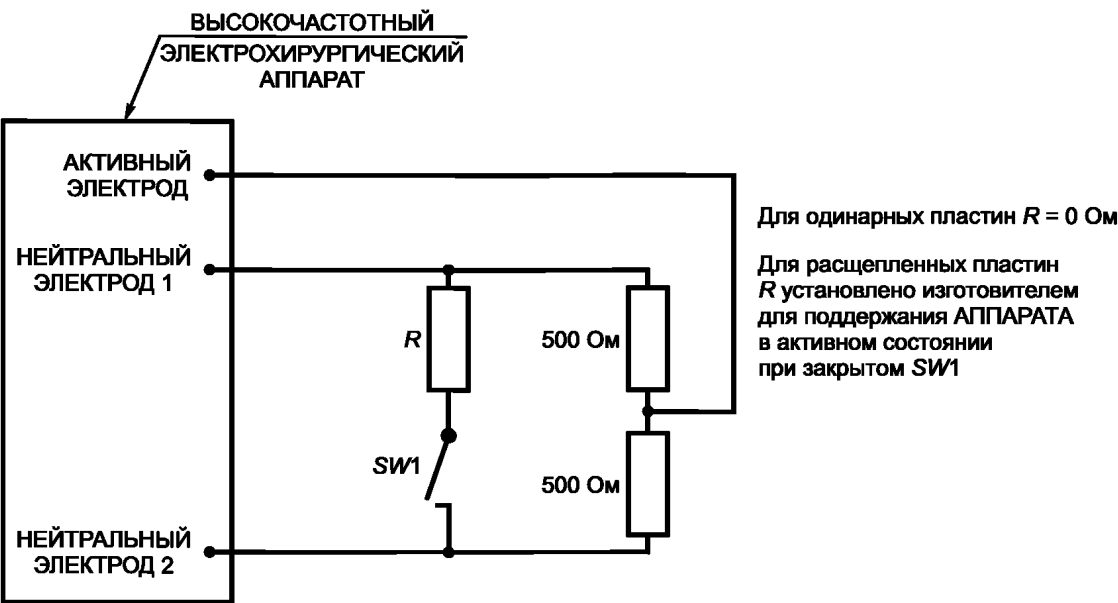 ВЫСОКОЧАСТОТНЫЙ
ЭЛЕКТРОХИРУРГИЧЕСКИЙ
АППАРАТ
АКТИВНЫЙ
ЭЛЕКТРОД
НЕЙТРАЛЬНЫЙ
ЭЛЕКТРОД 1
R
500 Ом
SW1
500 Ом
НЕЙТРАЛЬНЫЙ
ЭЛЕКТРОД 2
Для одинарных пластин R = 0 Ом
Для расщепленных пластин
R установлено изготовителем
для поддержания АППАРАТА
в активном состоянии
при закрытом SW1